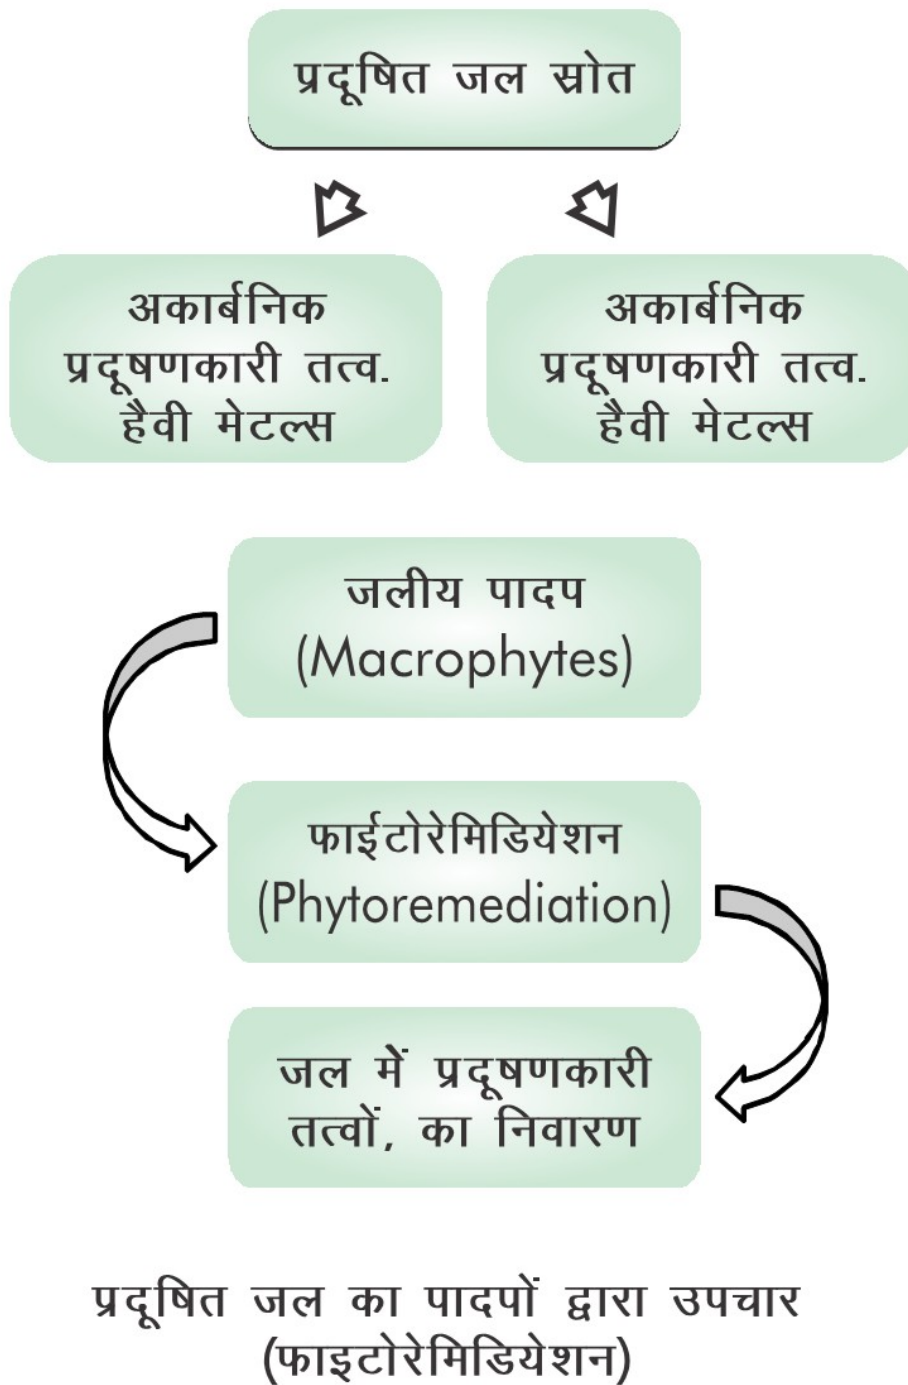 प्रदूषित जल स्रोत
अकार्बनिक
प्रदूषणकारी तत्व.
हैवी मेटल्स
अकार्बनिक
प्रदूषणकारी तत्व.
हैवी मेटल्स
जलीय पादप
(Macrophytes)
फाईटोरेमिडियेशन
(Phytoremediation)
जल में प्रदूषणकारी
तत्वों, का निवारण
प्रदूषित जल का पादपों द्वारा उपचार
(फाइटोरेमिडियेशन)